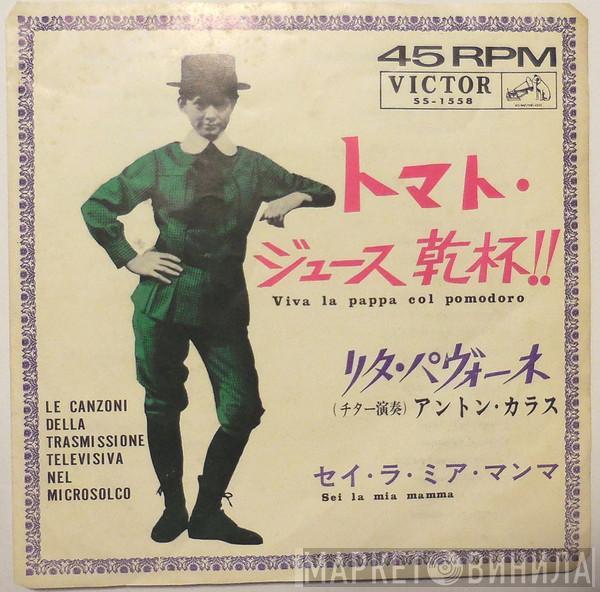 45 RPM
VICTOR
SS-1558
トマト・
ジュース 乾杯!!
Viva la pappa col pomodoro
リタ・パヴォーネ
(チター演奏) アントン・カラス
LE CANZONI
DELLA
TRASMISSIONE
TELEVISIVA
NEL
MICROSOLCO
セイ・ラ・ミア・マンマ
Sei la mia mamma
МАРКЕТ ВИНИЛА